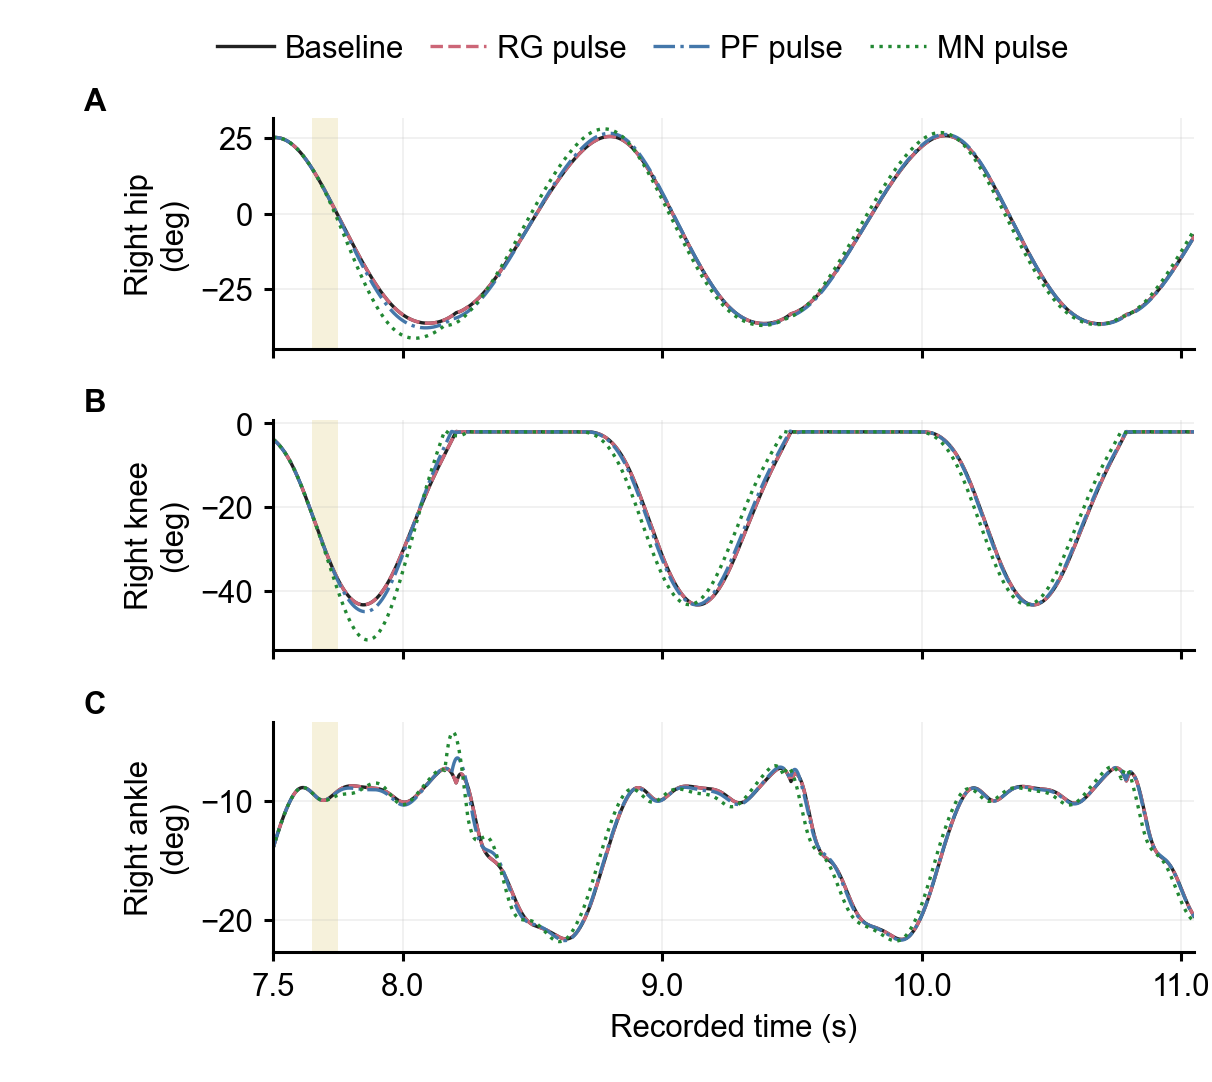 Baseline RG pulse PF pulse MN pulse
A
25
0
−25
Right hip
(deg)
B
0
−20
−40
Right knee
(deg)
C
−10
−20
Right ankle
(deg)
7.5 8.0 9.0 10.0 11.0
Recorded time (s)